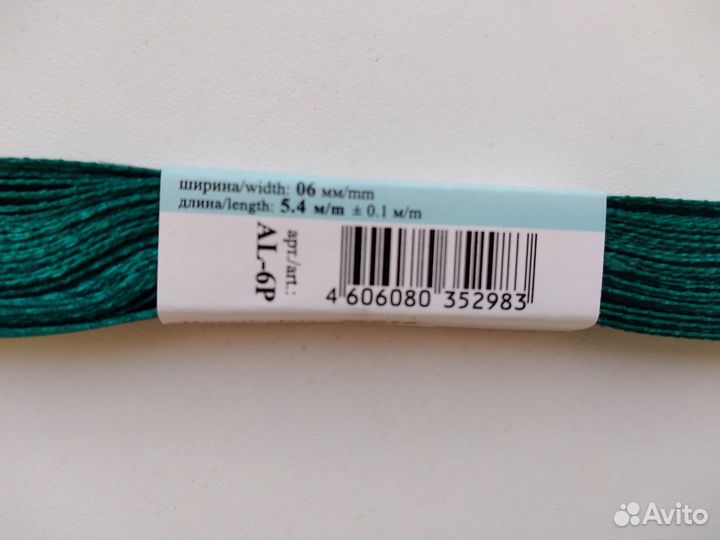 ширина/width: 06 мм/mm
длина/length: 5.4 м/m ± 0.1 м/m
арт./art.:
AL-6P
4 606080 352983
Avito